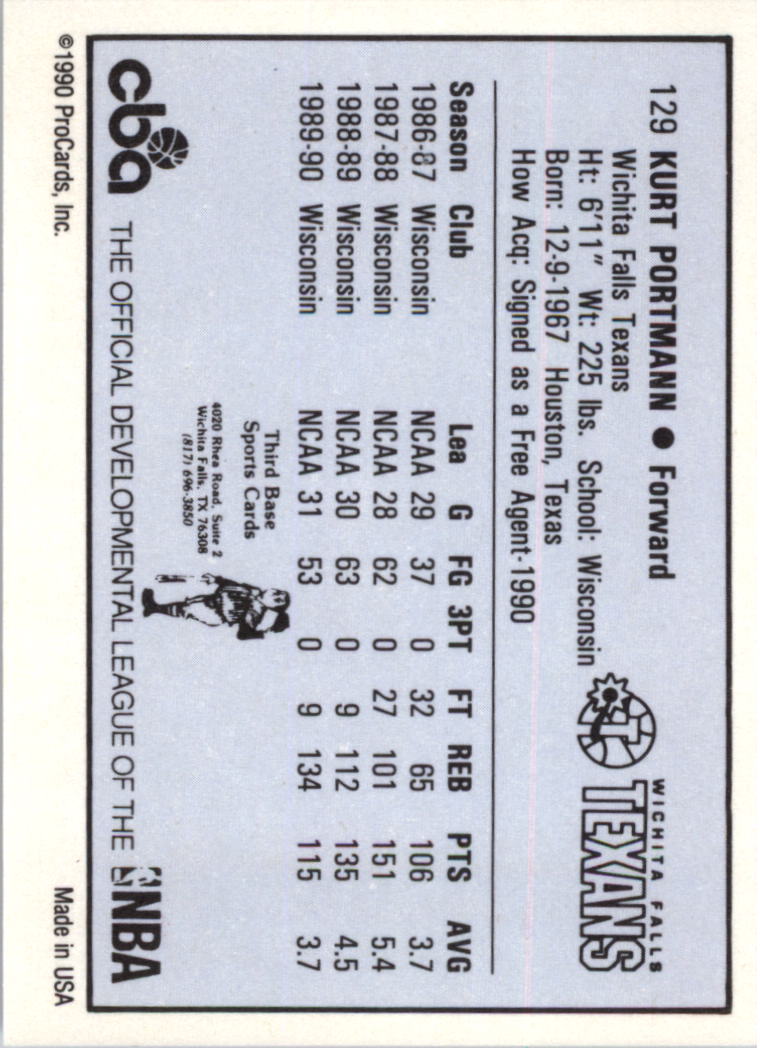 129 KURT PORTMANN ● Forward
Wichita Falls Texans
Ht: 6'11" Wt: 225 lbs. School: Wisconsin
Born: 12-9-1967 Houston, Texas
How Acq: Signed as a Free Agent-1990
WICHITA FALLS
TEXANS
Season Club Lea G FG 3PT FT REB PTS AVG
1986-87 Wisconsin NCAA 29 37 0 32 65 106 3.7
1987-88 Wisconsin NCAA 28 62 0 27 101 151 5.4
1988-89 Wisconsin NCAA 30 63 0 9 112 135 4.5
1989-90 Wisconsin NCAA 31 53 0 9 134 115 3.7
Third Base
Sports Cards
4020 Rhea Road, Suite 2
Wichita Falls, TX 76308
(817) 696-3850
cba THE OFFICIAL DEVELOPMENTAL LEAGUE OF THE NBA
©1990 ProCards, Inc. Made in USA